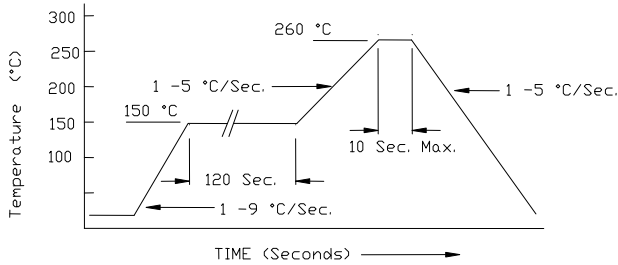 300
260 °C
250
200
1 -5 °C/Sec.
1 -5 °C/Sec.
150 °C
150
100
10 Sec. Max.
120 Sec.
1 -9 °C/Sec.
Temperature (°C)
TIME (Seconds)